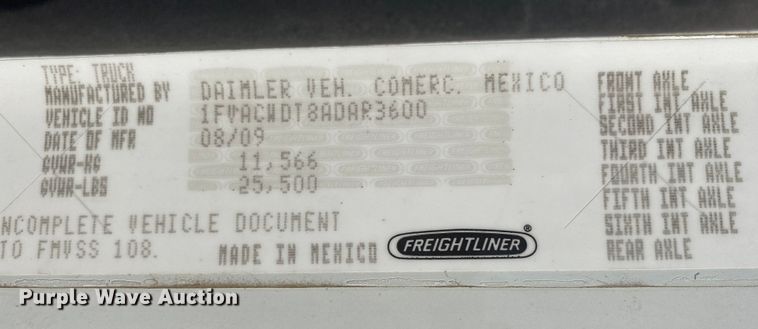 TYPE: TRUCK
MANUFACTURED BY DAIMLER VEH. COMERC. MEXICO
VEHICLE ID NO 1FVACWDT8ADAR3600
DATE OF MFR 08/09
GVWR-KG 11,566
GVWR-LBS 25,500
NCOMPLETE VEHICLE DOCUMENT
TO FMVSS 108. MADE IN MEXICO FREIGHTLINER®
FRONT AXLE
FIRST INT AXLE
SECOND INT AXLE
THIRD INT AXLE
FOURTH INT AXLE
FIFTH INT AXLE
SIXTH INT AXLE
REAR AXLE
Purple Wave Auction